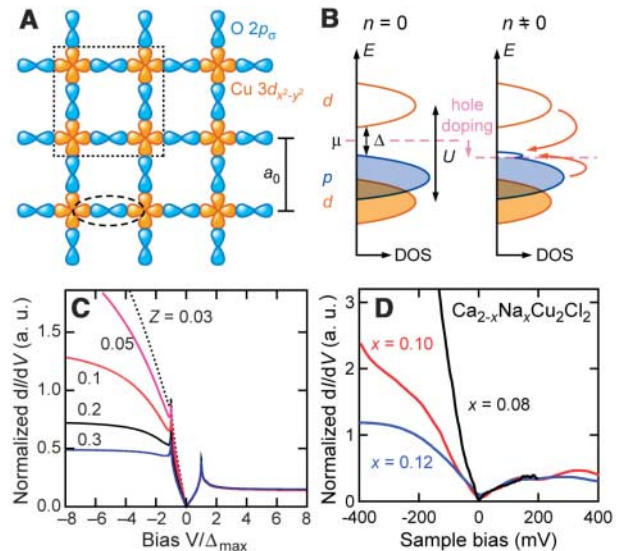 A
O 2pσ
Cu 3dx²-y²
a0
B
n = 0
n ≠ 0
E
E
d
hole
doping
μ
Δ
U
p
d
DOS
DOS
C
Normalized dI/dV (a. u.)
1.5
1.0
0.5
0.0
Z = 0.03
0.05
0.1
0.2
0.3
−8 −6 −4 −2 0 2 4 6 8
Bias V/Δmax
D
Normalized dI/dV (a. u.)
3
2
1
0
Ca2-xNaxCu2Cl2
x = 0.10
x = 0.08
x = 0.12
-400 -200 0 200 400
Sample bias (mV)